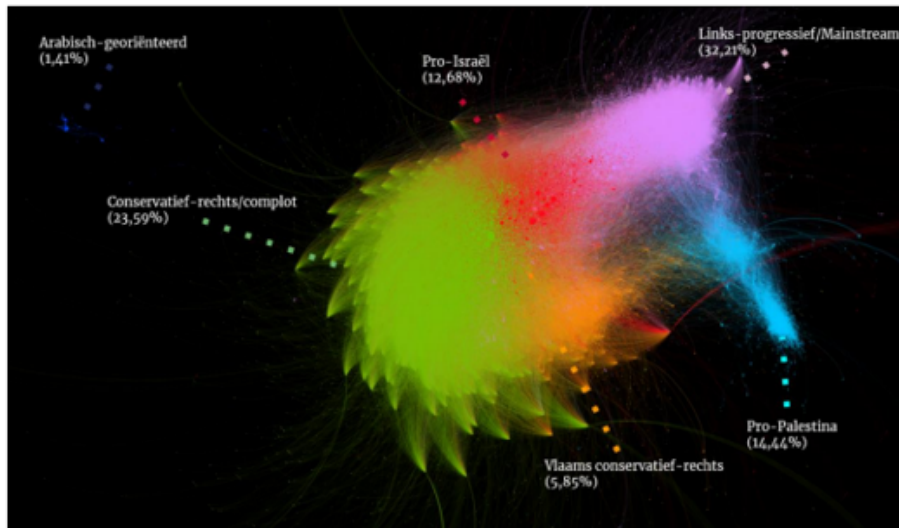 Arabisch-georiënteerd
(1,41%)
Pro-Israël
(12,68%)
Links-progressief/Mainstream
(32,21%)
Conservatief-rechts/complot
(23,59%)
Pro-Palestina
(14,44%)
Vlaams conservatief-rechts
(5,85%)